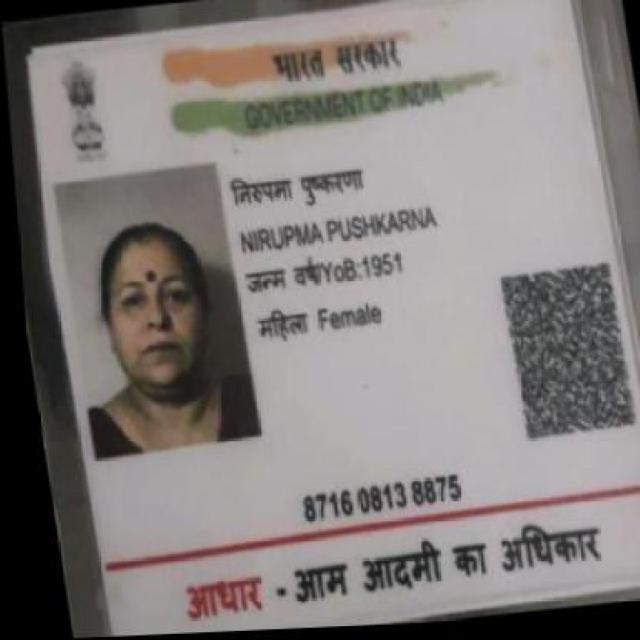 भारत सरकार
GOVERNMENT OF INDIA
निरुपमा पुष्करणा
NIRUPMA PUSHKARNA
जन्म वर्ष/YoB:1951
महिला Female
8716 0813 8875
आधार - आम आदमी का अधिकार